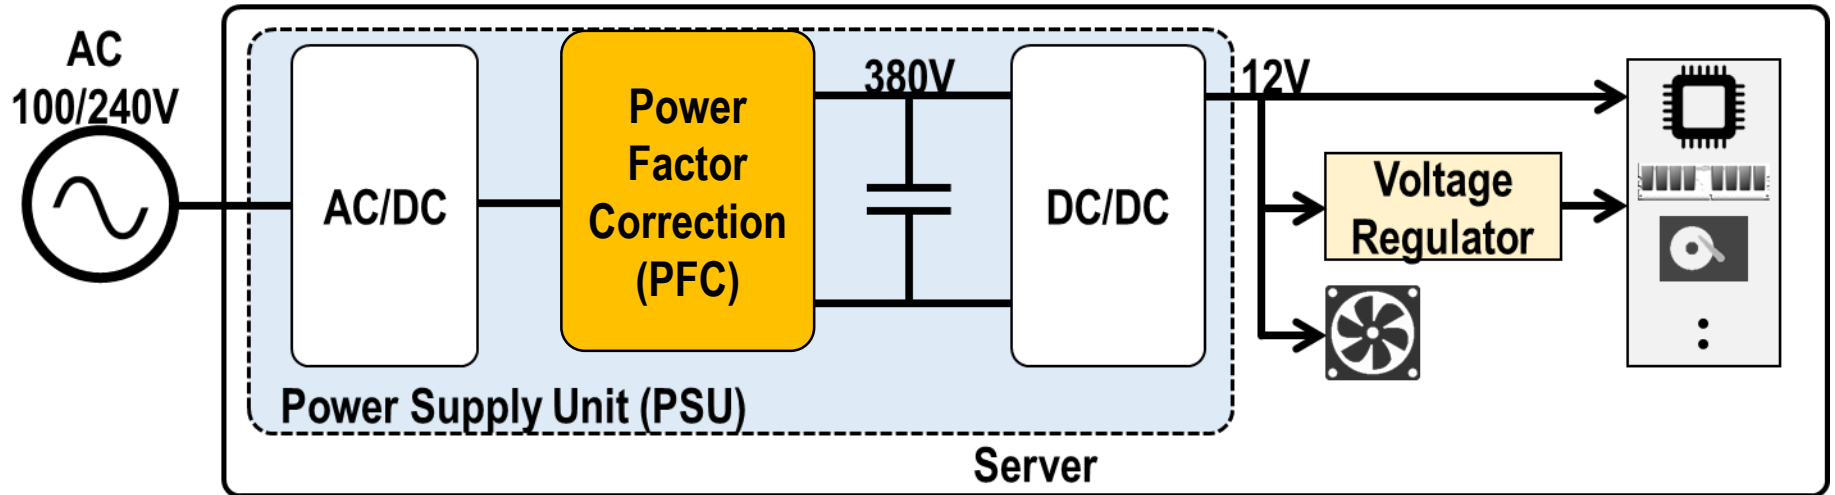 AC
100/240V
AC/DC
Power
Factor
Correction
(PFC)
380V
DC/DC
12V
Voltage
Regulator
Power Supply Unit (PSU)
Server